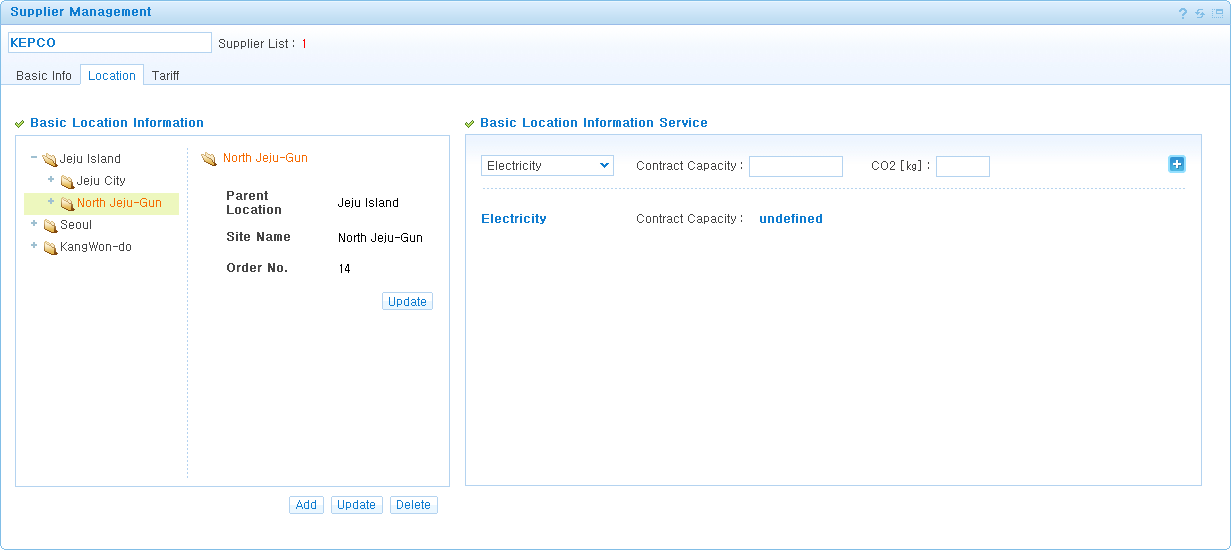 Supplier Management
?
KEPCO Supplier List : 1
Basic Info Location Tariff
Basic Location Information
Jeju Island
Jeju City
North Jeju-Gun
Seoul
KangWon-do
North Jeju-Gun
Parent Location Jeju Island
Site Name North Jeju-Gun
Order No. 14
Update
Add Update Delete
Basic Location Information Service
Electricity Contract Capacity : CO2 [kg] :
Electricity Contract Capacity : undefined